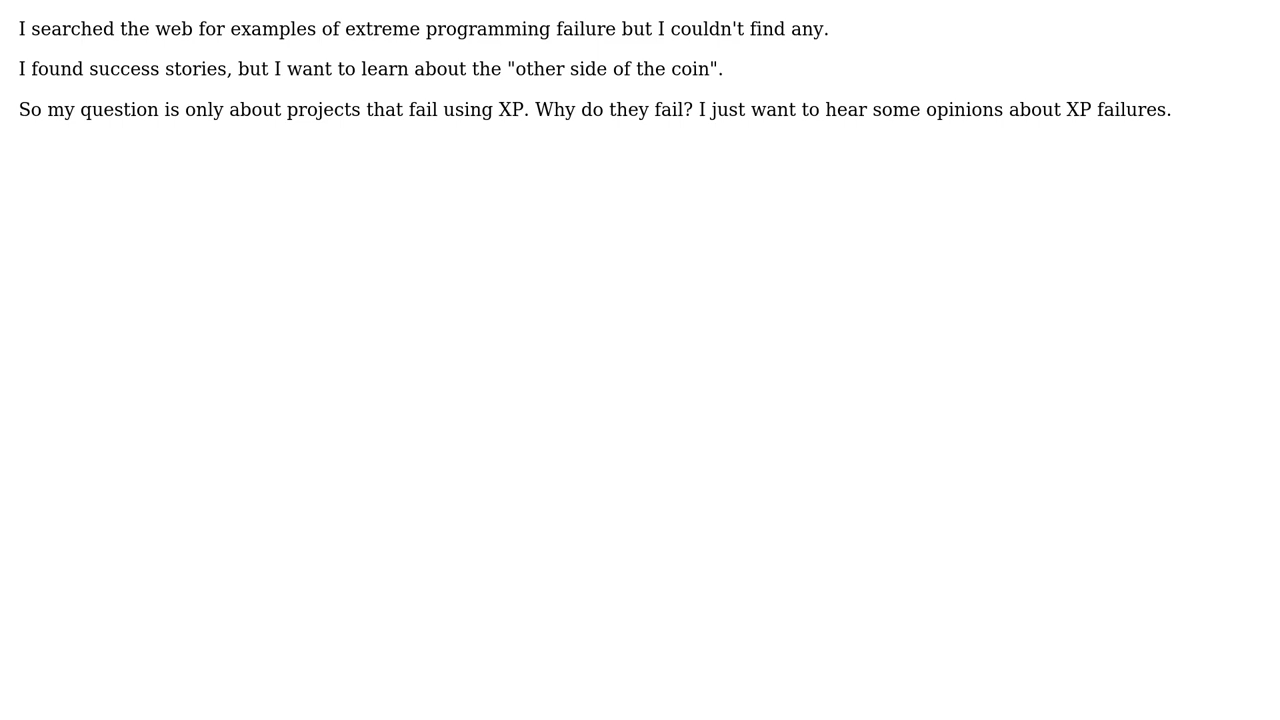 I searched the web for examples of extreme programming failure but I couldn't find any.
I found success stories, but I want to learn about the "other side of the coin".
So my question is only about projects that fail using XP. Why do they fail? I just want to hear some opinions about XP failures.